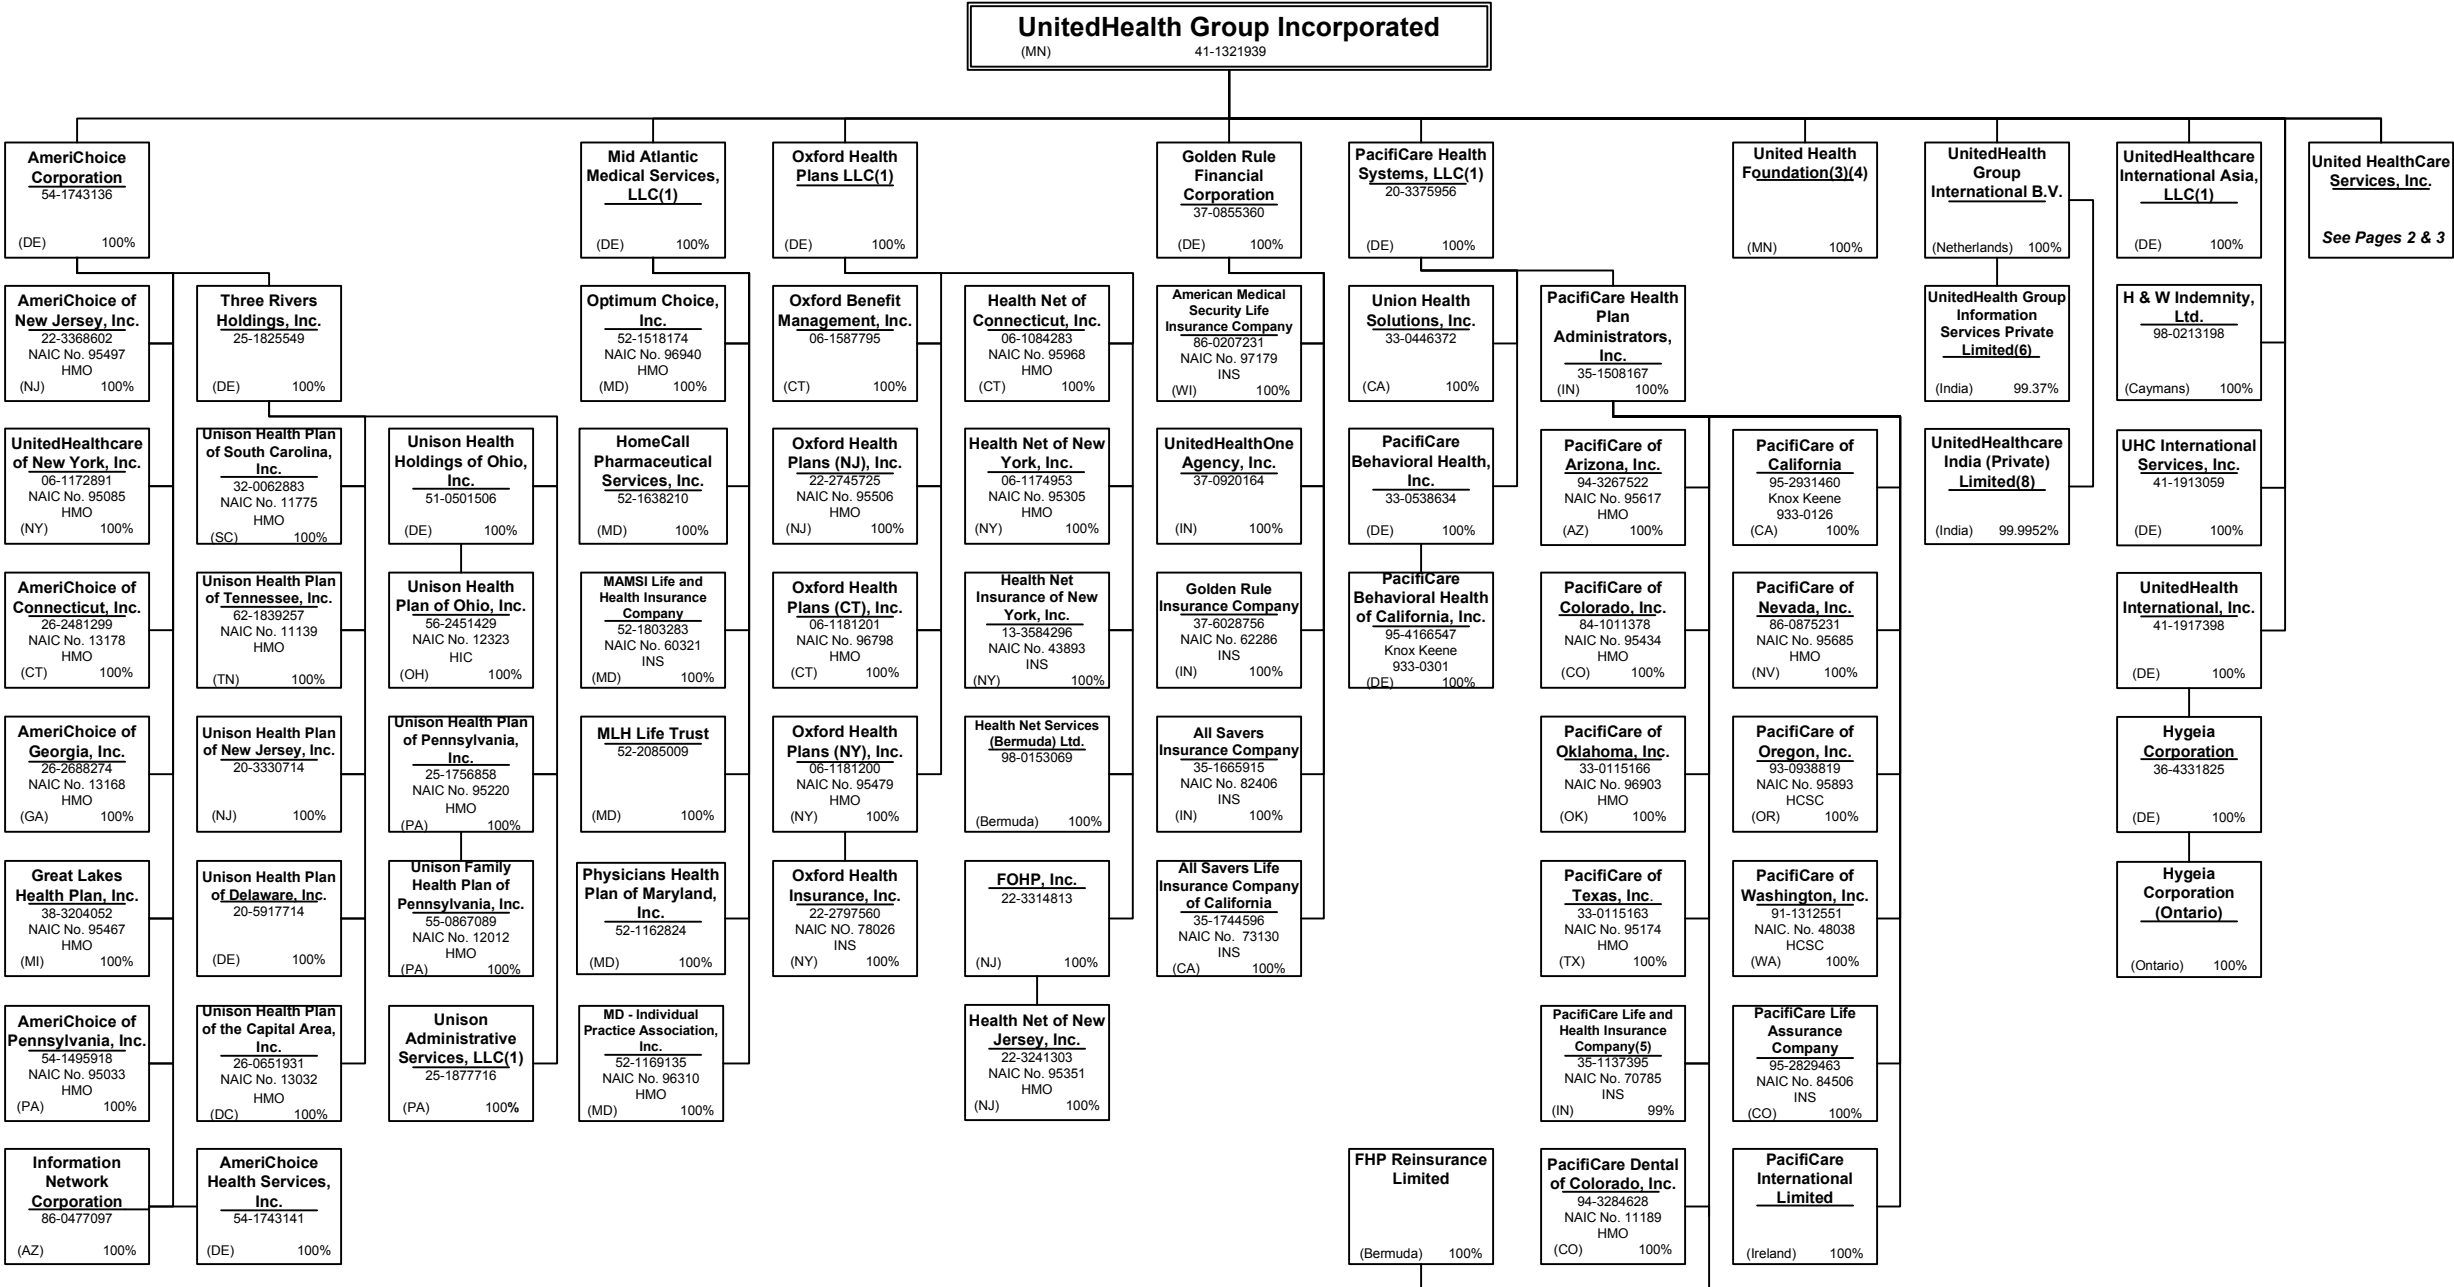 UnitedHealth Group Incorporated
(MN) 41-1321939
AmeriChoice
Corporation
54-1743136
(DE) 100%
Mid Atlantic
Medical Services,
LLC(1)
(DE) 100%
Oxford Health
Plans LLC(1)
(DE) 100%
Golden Rule
Financial
Corporation
37-0855360
(DE) 100%
PacifiCare Health
Systems, LLC(1)
20-3375956
(DE) 100%
United Health
Foundation(3)(4)
(MN) 100%
UnitedHealth
Group
International B.V.
(Netherlands) 100%
UnitedHealthcare
International Asia,
LLC(1)
(DE) 100%
United HealthCare
Services, Inc.
See Pages 2 & 3
AmeriChoice of
New Jersey, Inc.
22-3368602
NAIC No. 95497
HMO
(NJ) 100%
Three Rivers
Holdings, Inc.
25-1825549
(DE) 100%
Optimum Choice,
Inc.
52-1518174
NAIC No. 96940
HMO
(MD) 100%
Oxford Benefit
Management, Inc.
06-1587795
(CT) 100%
Health Net of
Connecticut, Inc.
06-1084283
NAIC No. 95968
HMO
(CT) 100%
American Medical
Security Life
Insurance Company
86-0207231
NAIC No. 97179
INS
(WI) 100%
Union Health
Solutions, Inc.
33-0446372
(CA) 100%
PacifiCare Health
Plan
Administrators,
Inc.
35-1508167
(IN) 100%
UnitedHealth Group
Information
Services Private
Limited(6)
(India) 99.37%
H & W Indemnity,
Ltd.
98-0213198
(Caymans) 100%
UnitedHealthcare
of New York, Inc.
06-1172891
NAIC No. 95085
HMO
(NY) 100%
Unison Health Plan
of South Carolina,
Inc.
32-0062883
NAIC No. 11775
HMO
(SC) 100%
Unison Health
Holdings of Ohio,
Inc.
51-0501506
(DE) 100%
HomeCall
Pharmaceutical
Services, Inc.
52-1638210
(MD) 100%
Oxford Health
Plans (NJ), Inc.
22-2745725
NAIC No. 95506
HMO
(NJ) 100%
Health Net of New
York, Inc.
06-1174953
NAIC No. 95305
HMO
(NY) 100%
UnitedHealthOne
Agency, Inc.
37-0920164
(IN) 100%
PacifiCare
Behavioral Health,
Inc.
33-0538634
(DE) 100%
PacifiCare of
Arizona, Inc.
94-3267522
NAIC No. 95617
HMO
(AZ) 100%
PacifiCare of
California
95-2931460
Knox Keene
933-0126
(CA) 100%
UnitedHealthcare
India (Private)
Limited(8)
(India) 99.9952%
UHC International
Services, Inc.
41-1913059
(DE) 100%
AmeriChoice of
Connecticut, Inc.
26-2481299
NAIC No. 13178
HMO
(CT) 100%
Unison Health Plan
of Tennessee, Inc.
62-1839257
NAIC No. 11139
HMO
(TN) 100%
Unison Health
Plan of Ohio, Inc.
56-2451429
NAIC No. 12323
HIC
(OH) 100%
MAMSI Life and
Health Insurance
Company
52-1803283
NAIC No. 60321
INS
(MD) 100%
Oxford Health
Plans (CT), Inc.
06-1181201
NAIC No. 96798
HMO
(CT) 100%
Health Net
Insurance of New
York, Inc.
13-3584296
NAIC No. 43893
INS
(NY) 100%
Golden Rule
Insurance Company
37-6028756
NAIC No. 62286
INS
(IN) 100%
PacifiCare
Behavioral Health
of California, Inc.
95-4166547
Knox Keene
933-0301
(DE) 100%
PacifiCare of
Colorado, Inc.
84-1011378
NAIC No. 95434
HMO
(CO) 100%
PacifiCare of
Nevada, Inc.
86-0875231
NAIC No. 95685
HMO
(NV) 100%
UnitedHealth
International, Inc.
41-1917398
(DE) 100%
AmeriChoice of
Georgia, Inc.
26-2688274
NAIC No. 13168
HMO
(GA) 100%
Unison Health Plan
of New Jersey, Inc.
20-3330714
(NJ) 100%
Unison Health Plan
of Pennsylvania,
Inc.
25-1756858
NAIC No. 95220
HMO
(PA) 100%
MLH Life Trust
52-2085009
(MD) 100%
Oxford Health
Plans (NY), Inc.
06-1181200
NAIC No. 95479
HMO
(NY) 100%
Health Net Services
(Bermuda) Ltd.
98-0153069
(Bermuda) 100%
All Savers
Insurance Company
35-1665915
NAIC No. 82406
INS
(IN) 100%
PacifiCare of
Oklahoma, Inc.
33-0115166
NAIC No. 96903
HMO
(OK) 100%
PacifiCare of
Oregon, Inc.
93-0938819
NAIC No. 95893
HCSC
(OR) 100%
Hygeia
Corporation
36-4331825
(DE) 100%
Great Lakes
Health Plan, Inc.
38-3204052
NAIC No. 95467
HMO
(MI) 100%
Unison Health Plan
of Delaware, Inc.
20-5917714
(DE) 100%
Unison Family
Health Plan of
Pennsylvania, Inc.
55-0867089
NAIC No. 12012
HMO
(PA) 100%
Physicians Health
Plan of Maryland,
Inc.
52-1162824
(MD) 100%
Oxford Health
Insurance, Inc.
22-2797560
NAIC NO. 78026
INS
(NY) 100%
FOHP, Inc.
22-3314813
(NJ) 100%
All Savers Life
Insurance Company
of California
35-1744596
NAIC No. 73130
INS
(CA) 100%
PacifiCare of
Texas, Inc.
33-0115163
NAIC No. 95174
HMO
(TX) 100%
PacifiCare of
Washington, Inc.
91-1312551
NAIC. No. 48038
HCSC
(WA) 100%
Hygeia
Corporation
(Ontario)
(Ontario) 100%
AmeriChoice of
Pennsylvania, Inc.
54-1495918
NAIC No. 95033
HMO
(PA) 100%
Unison Health Plan
of the Capital Area,
Inc.
26-0651931
NAIC No. 13032
HMO
(DC) 100%
Unison
Administrative
Services, LLC(1)
25-1877716
(PA) 100%
MD - Individual
Practice Association,
Inc.
52-1169135
NAIC No. 96310
HMO
(MD) 100%
Health Net of New
Jersey, Inc.
22-3241303
NAIC No. 95351
HMO
(NJ) 100%
PacifiCare Life and
Health Insurance
Company(5)
35-1137395
NAIC No. 70785
INS
(IN) 99%
PacifiCare Life
Assurance
Company
95-2829463
NAIC No. 84506
INS
(CO) 100%
Information
Network
Corporation
86-0477097
(AZ) 100%
AmeriChoice
Health Services,
Inc.
54-1743141
(DE) 100%
FHP Reinsurance
Limited
(Bermuda) 100%
PacifiCare Dental
of Colorado, Inc.
94-3284628
NAIC No. 11189
HMO
(CO) 100%
PacifiCare
International
Limited
(Ireland) 100%